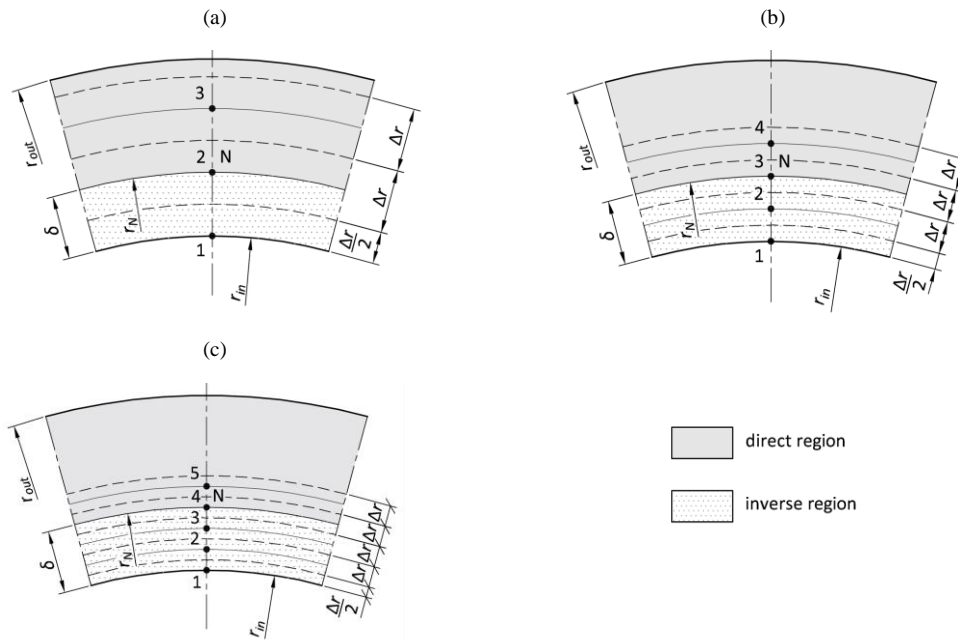 (a)
3
2 N
1
r_out
δ
r_N
r_in
Δr
Δr
Δr/2
(b)
4
3 N
2
1
r_out
δ
r_N
r_in
Δr
Δr
Δr
Δr/2
(c)
5
4 N
3
2
1
r_out
δ
r_N
r_in
Δr
Δr
Δr
Δr
Δr/2
direct region
inverse region